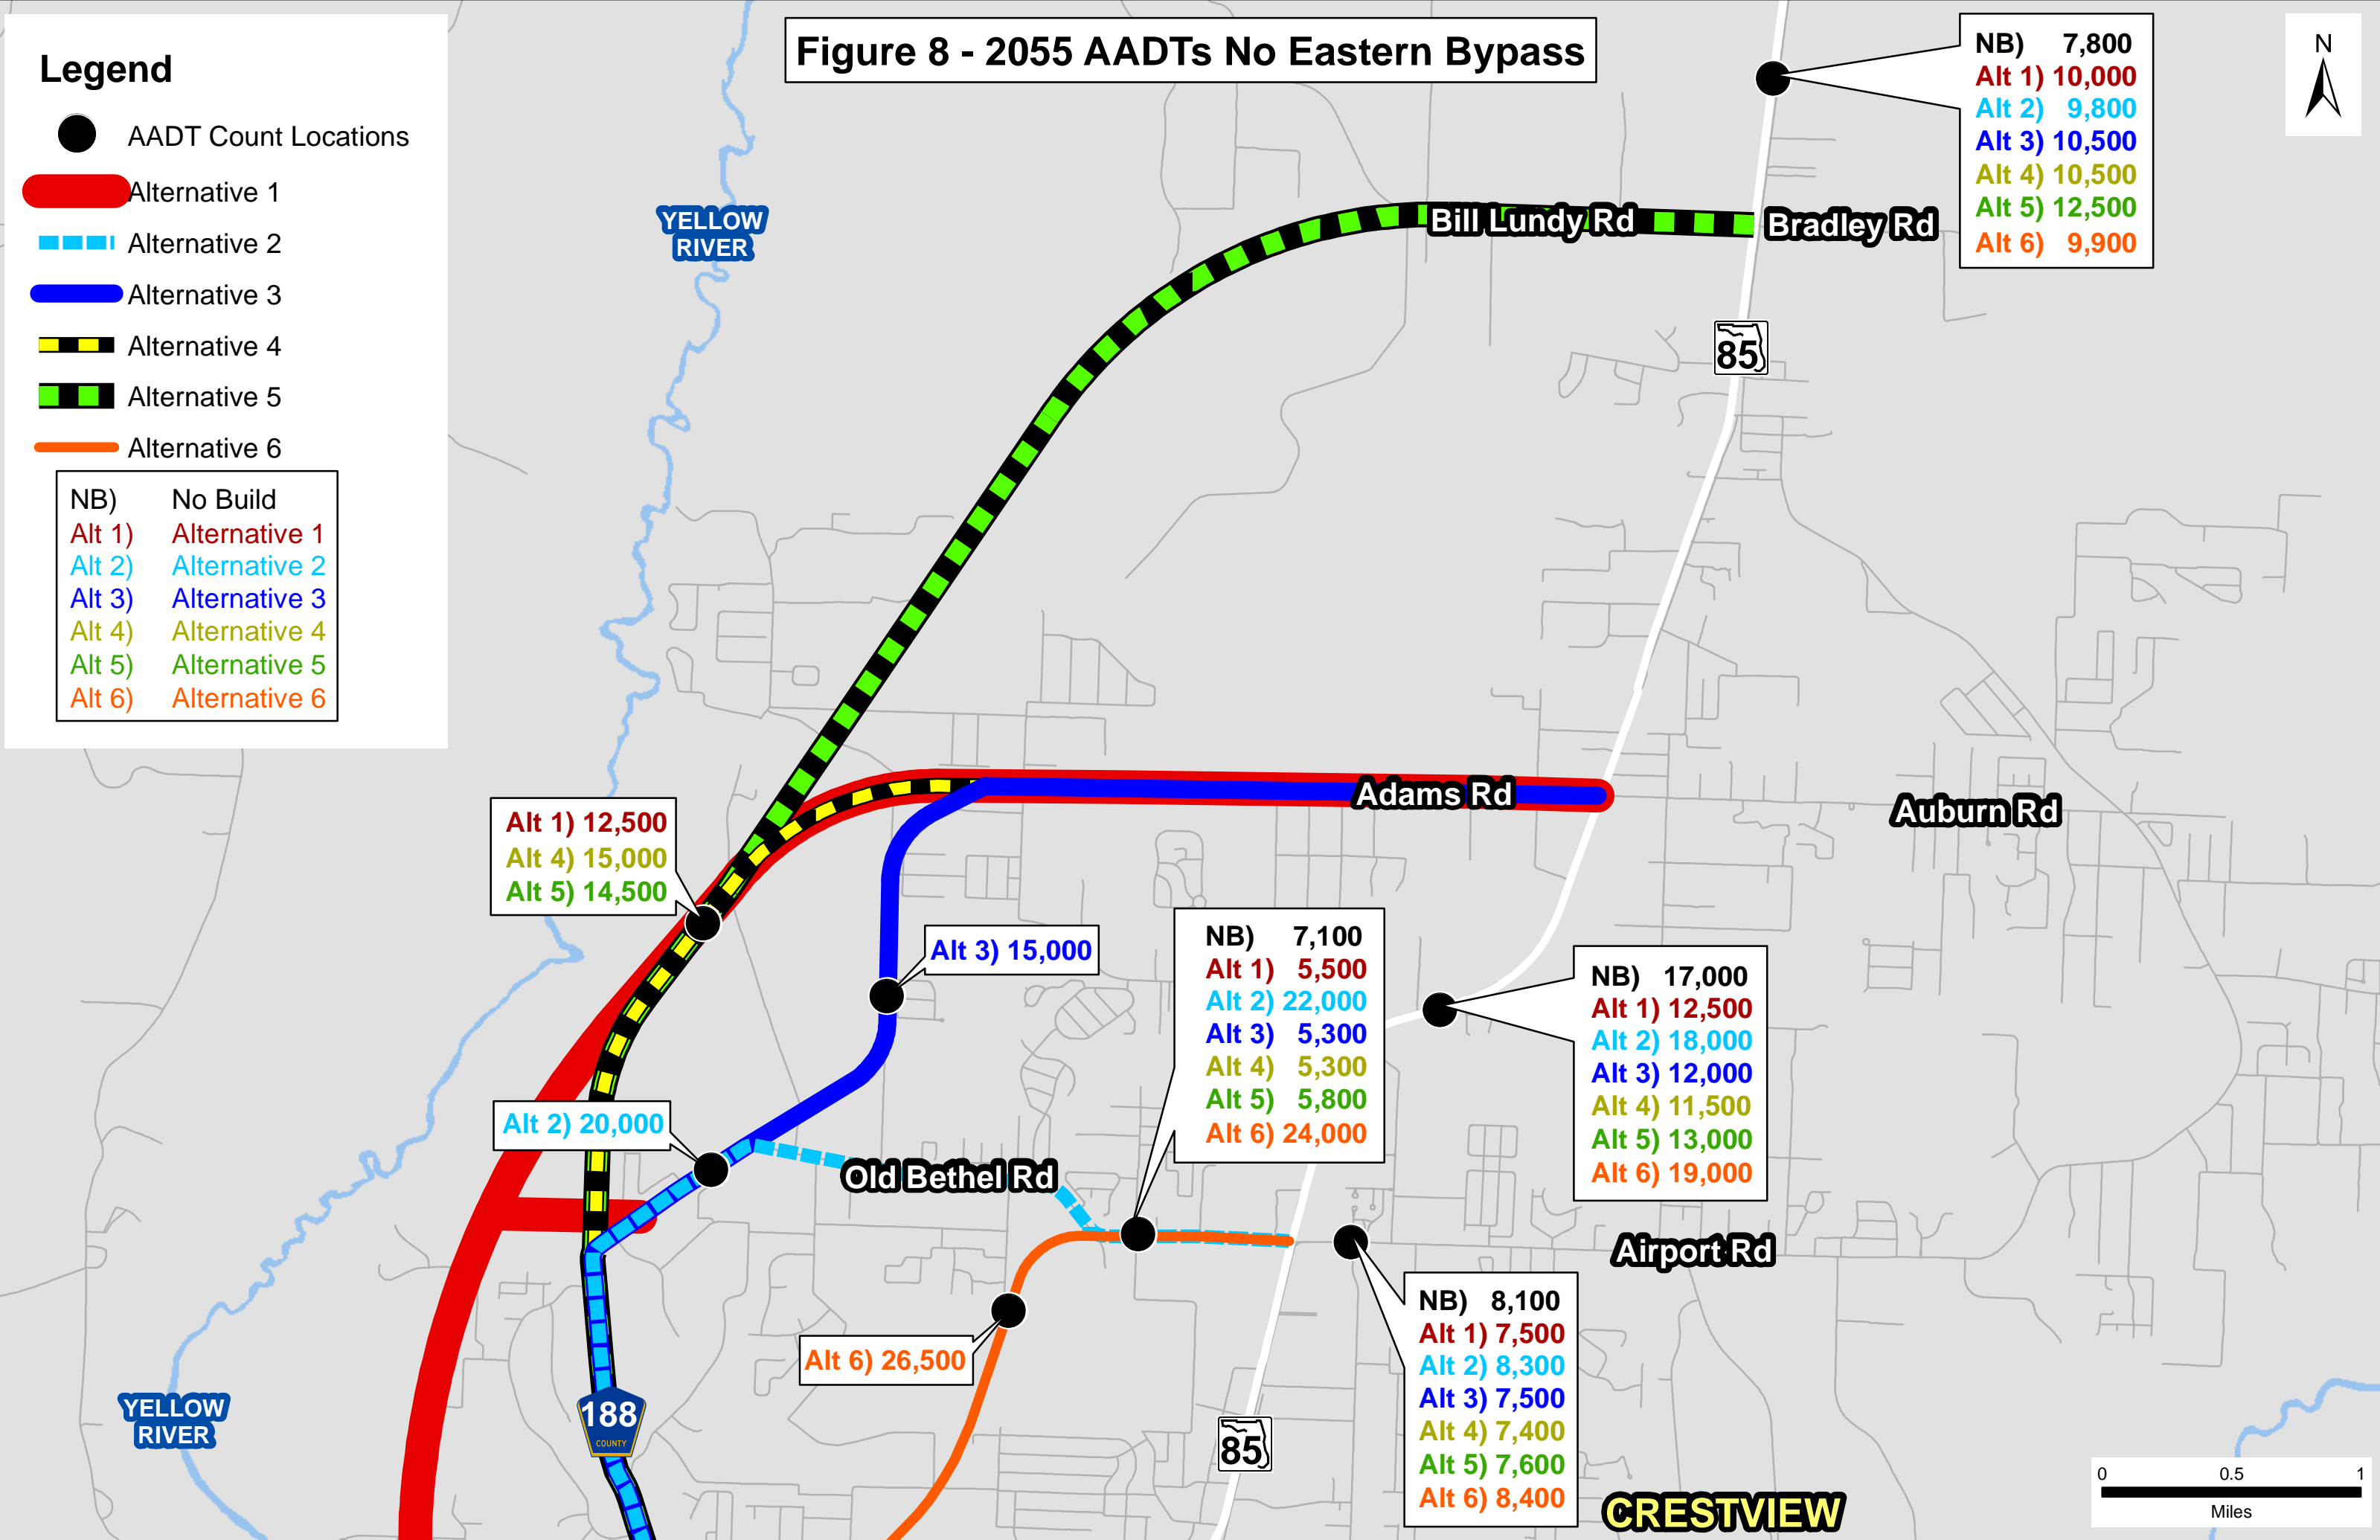 Figure 8 - 2055 AADTs No Eastern Bypass
Legend
AADT Count Locations
Alternative 1
Alternative 2
Alternative 3
Alternative 4
Alternative 5
Alternative 6
NB) No Build
Alt 1) Alternative 1
Alt 2) Alternative 2
Alt 3) Alternative 3
Alt 4) Alternative 4
Alt 5) Alternative 5
Alt 6) Alternative 6
NB) 7,800
Alt 1) 10,000
Alt 2) 9,800
Alt 3) 10,500
Alt 4) 10,500
Alt 5) 12,500
Alt 6) 9,900
N
YELLOW
RIVER
Bill Lundy Rd
Bradley Rd
85
Adams Rd
Auburn Rd
Alt 1) 12,500
Alt 4) 15,000
Alt 5) 14,500
Alt 3) 15,000
NB) 7,100
Alt 1) 5,500
Alt 2) 22,000
Alt 3) 5,300
Alt 4) 5,300
Alt 5) 5,800
Alt 6) 24,000
NB) 17,000
Alt 1) 12,500
Alt 2) 18,000
Alt 3) 12,000
Alt 4) 11,500
Alt 5) 13,000
Alt 6) 19,000
Alt 2) 20,000
Old Bethel Rd
Airport Rd
Alt 6) 26,500
NB) 8,100
Alt 1) 7,500
Alt 2) 8,300
Alt 3) 7,500
Alt 4) 7,400
Alt 5) 7,600
Alt 6) 8,400
YELLOW
RIVER
188
COUNTY
85
CRESTVIEW
0 0.5 1
Miles